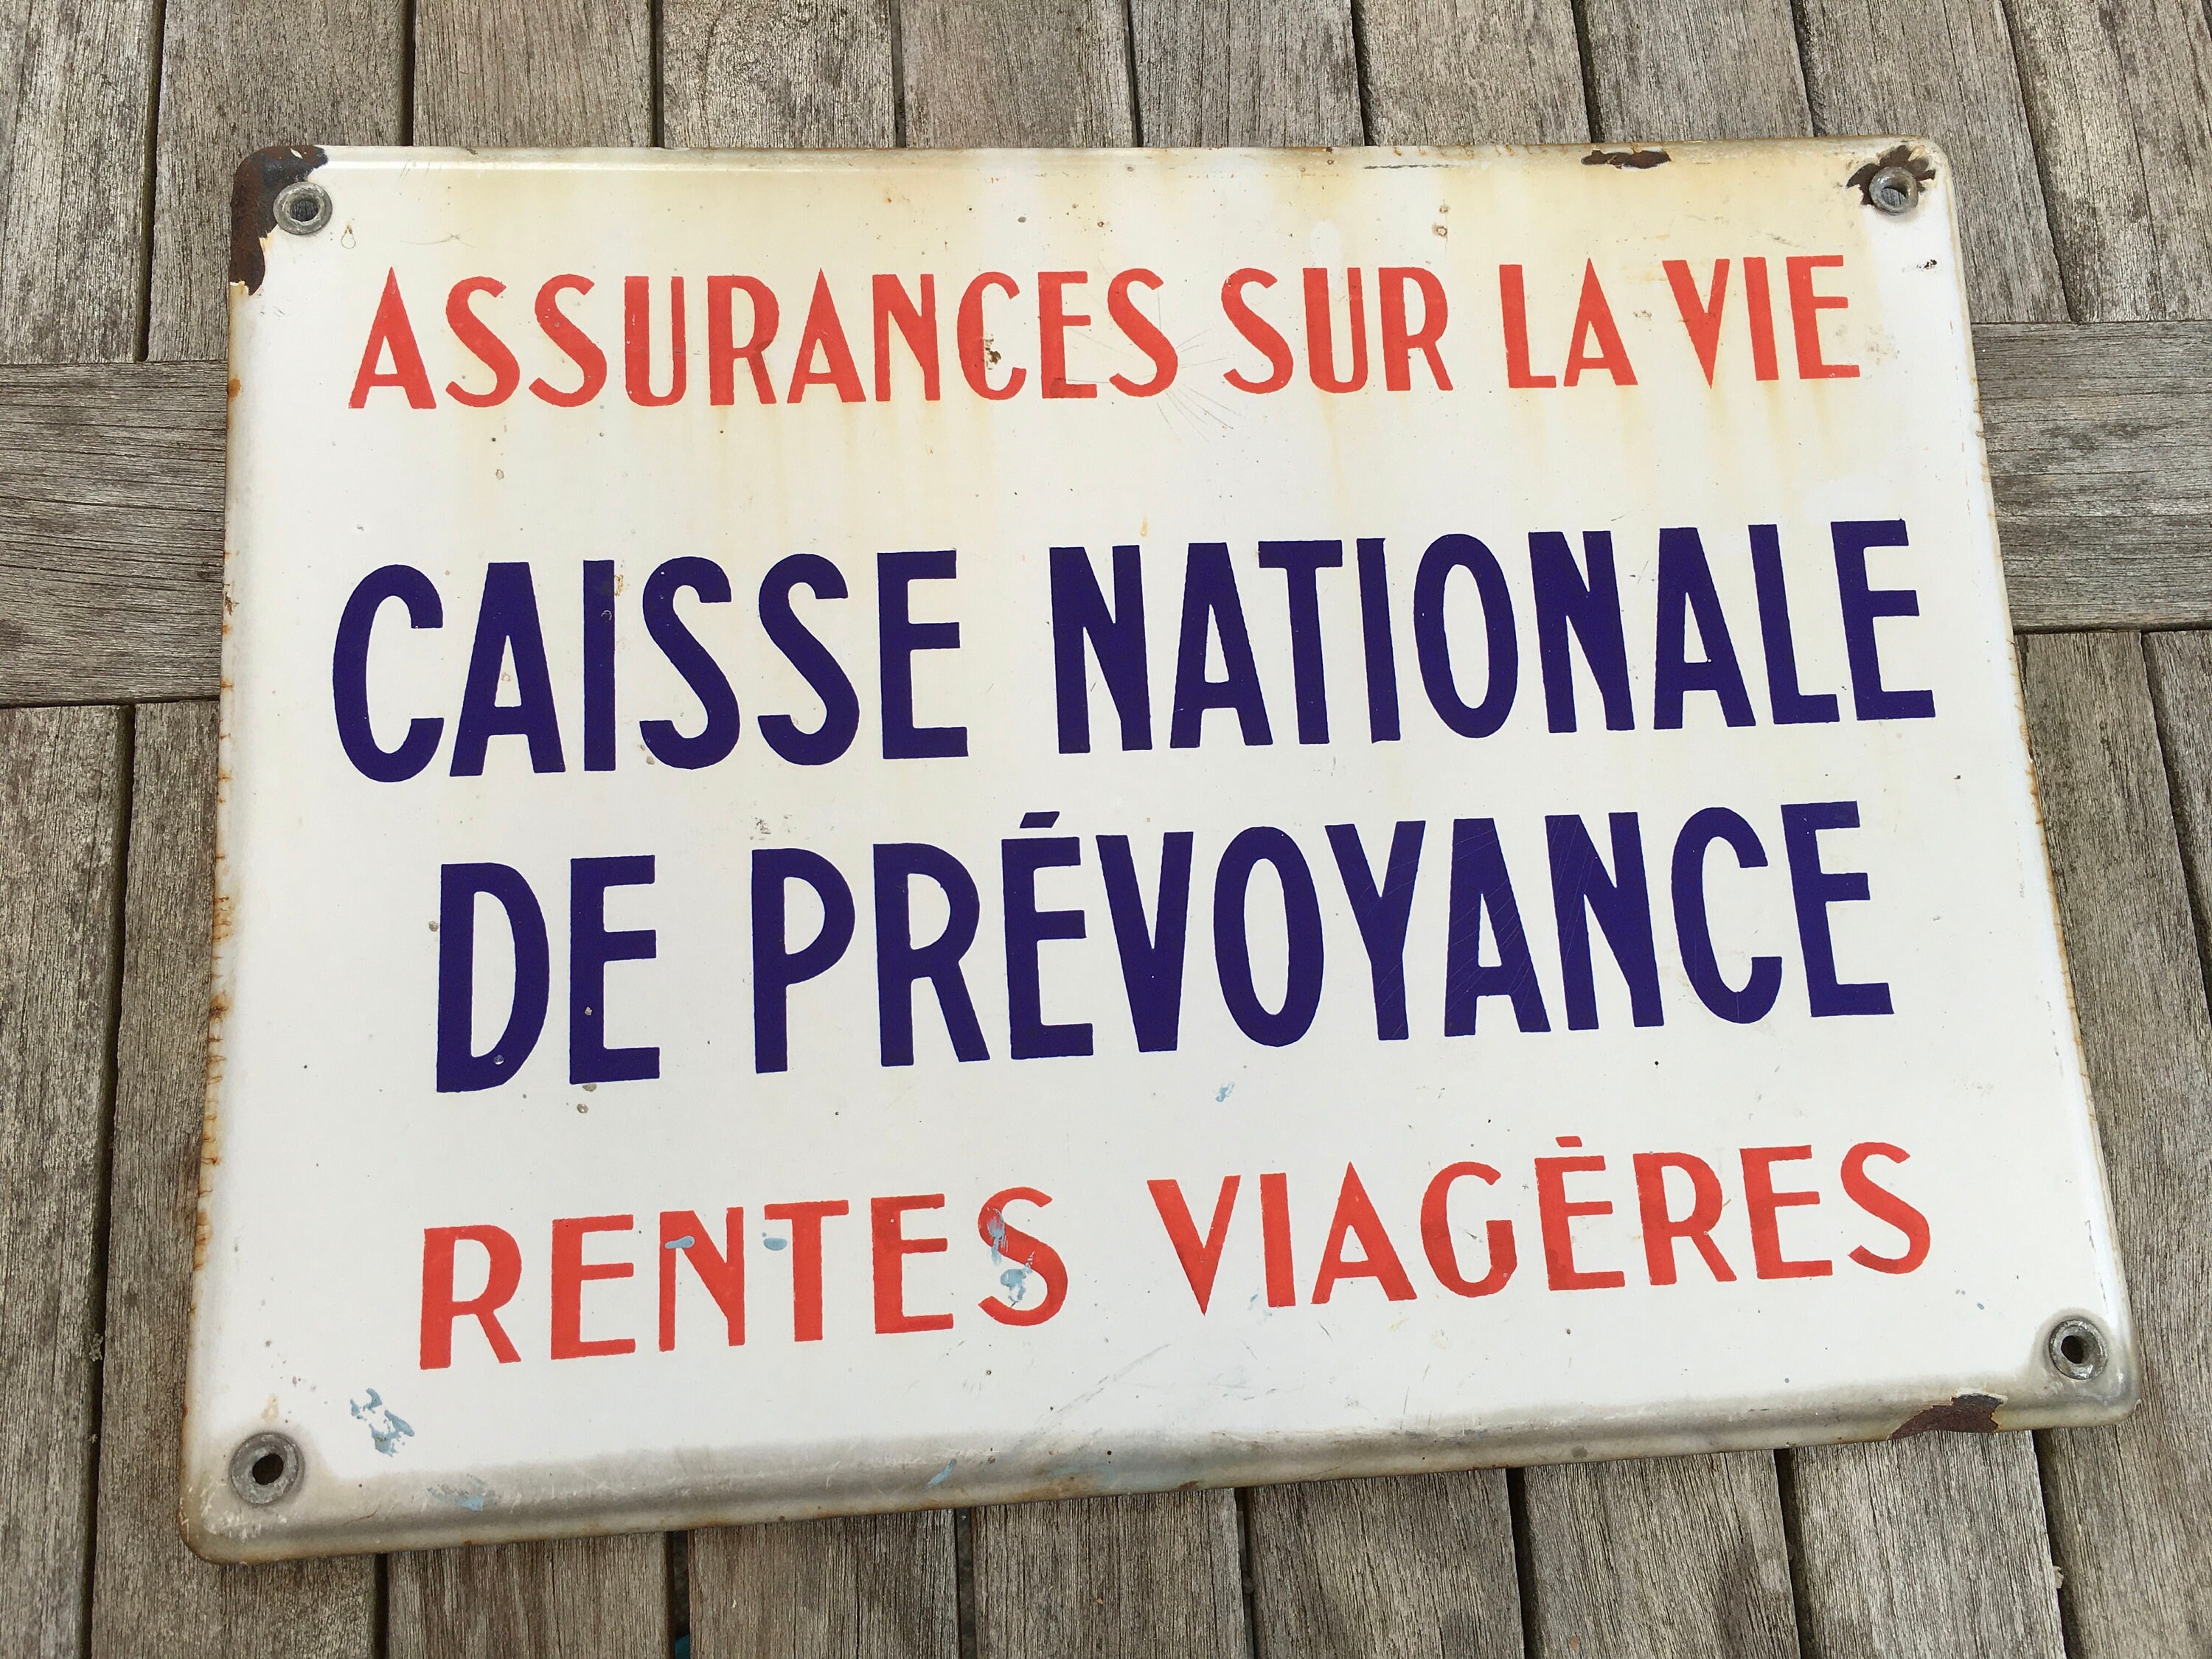 ASSURANCES SUR LA VIE
CAISSE NATIONALE
DE PRÉVOYANCE
RENTES VIAGÈRES